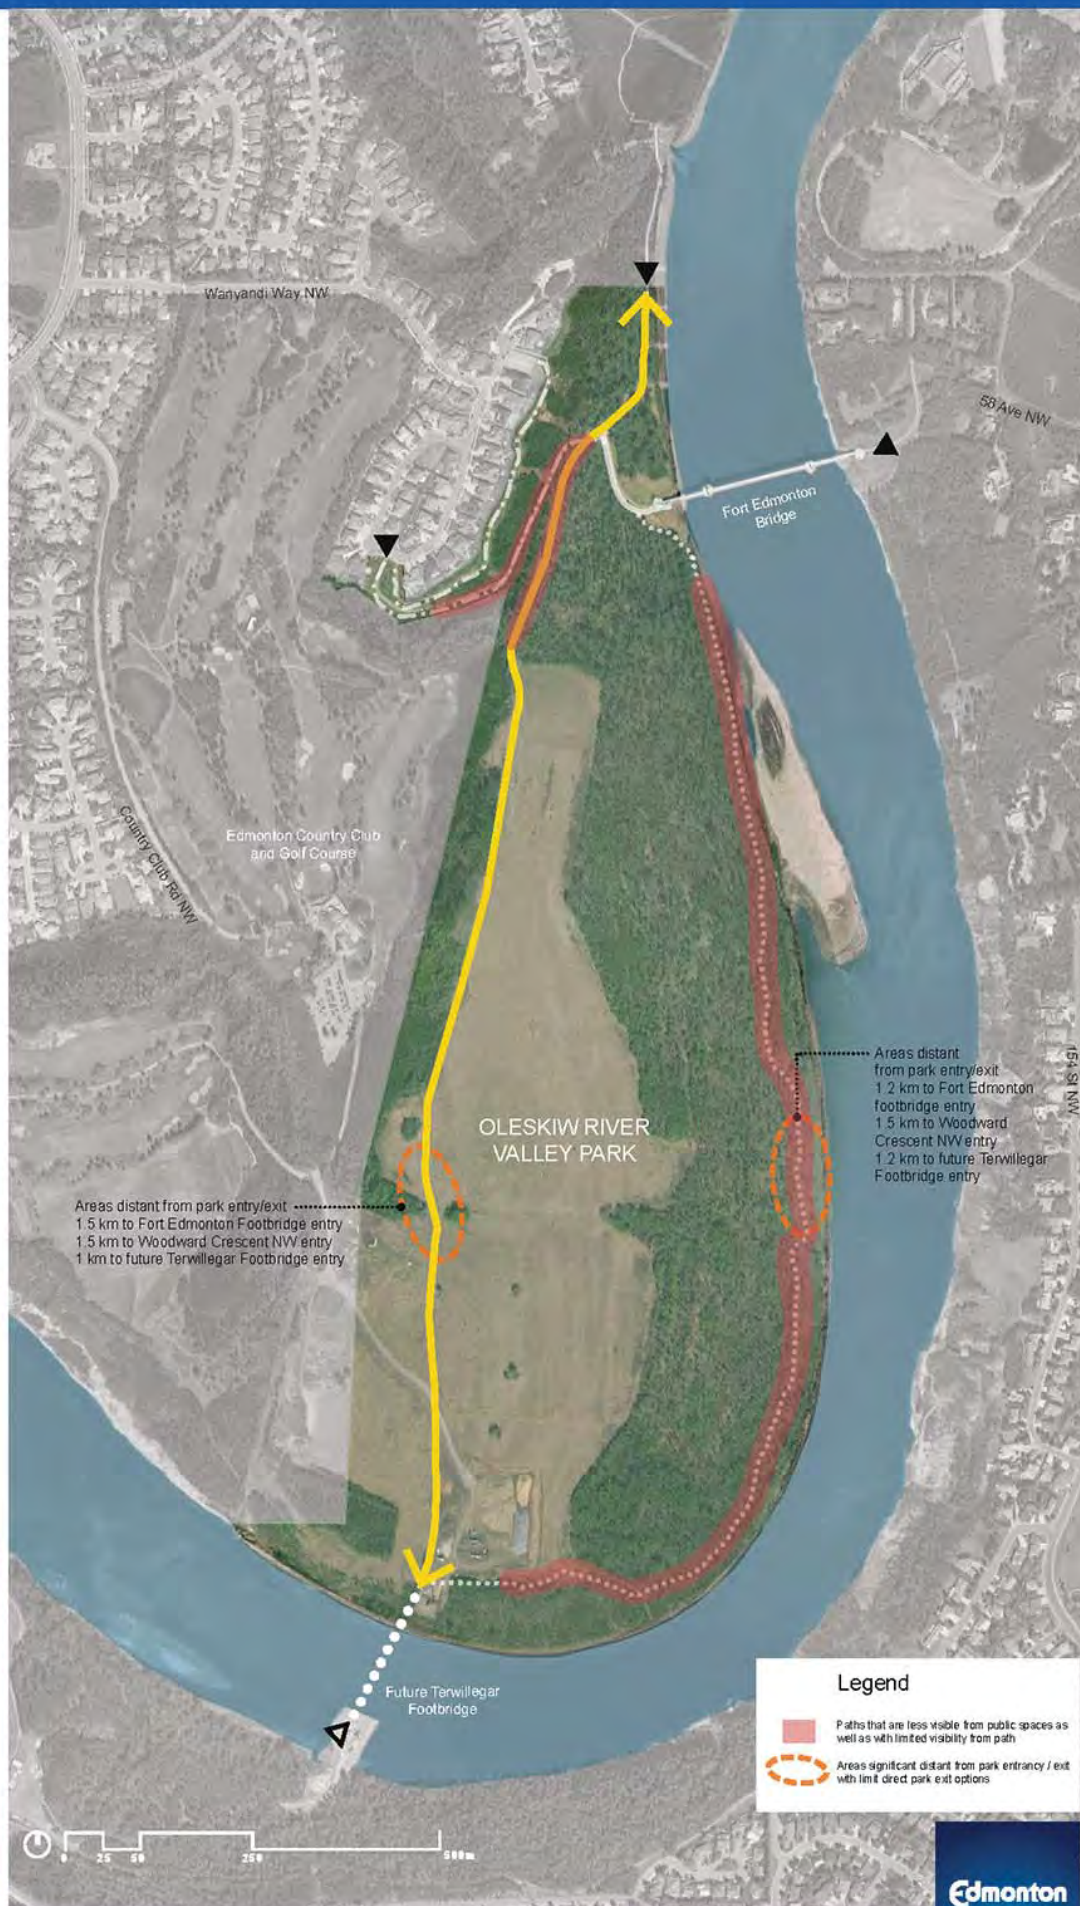 Wanyandi Way NW
58 Ave NW
Fort Edmonton
Bridge
Edmonton Country Club
and Golf Course
Country Club Rd NW
154 St NW
Areas distant
from park entry/exit
1.2 km to Fort Edmonton
footbridge entry
1.5 km to Woodward
Crescent NW entry
1.2 km to future Terwillegar
Footbridge entry
OLESKIW RIVER
VALLEY PARK
Areas distant from park entry/exit
1.5 km to Fort Edmonton Footbridge entry
1.5 km to Woodward Crescent NW entry
1 km to future Terwillegar Footbridge entry
Future Terwillegar
Footbridge
Legend
Paths that are less visible from public spaces as
well as with limited visibility from path
Areas significant distant from park entrancy / exit
with limit direct park exit options
0 25 50 250 500m
Edmonton